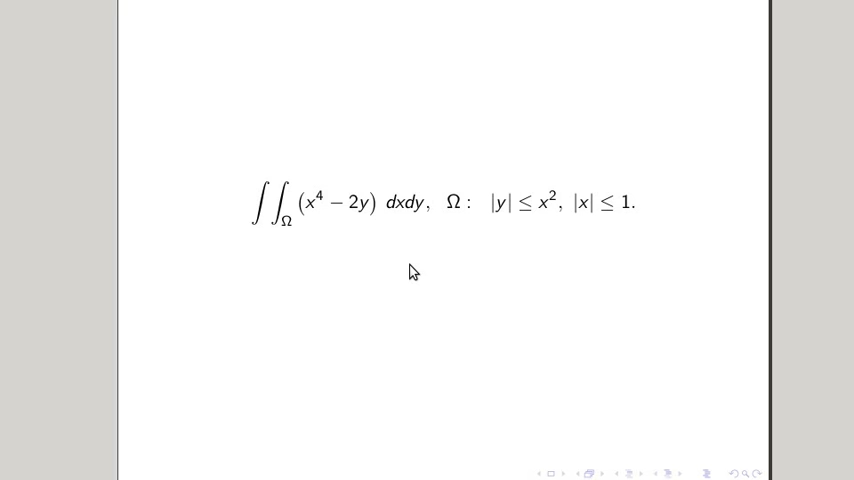 ∫∫_Ω (x⁴ − 2y) dxdy, Ω : |y| ≤ x², |x| ≤ 1.